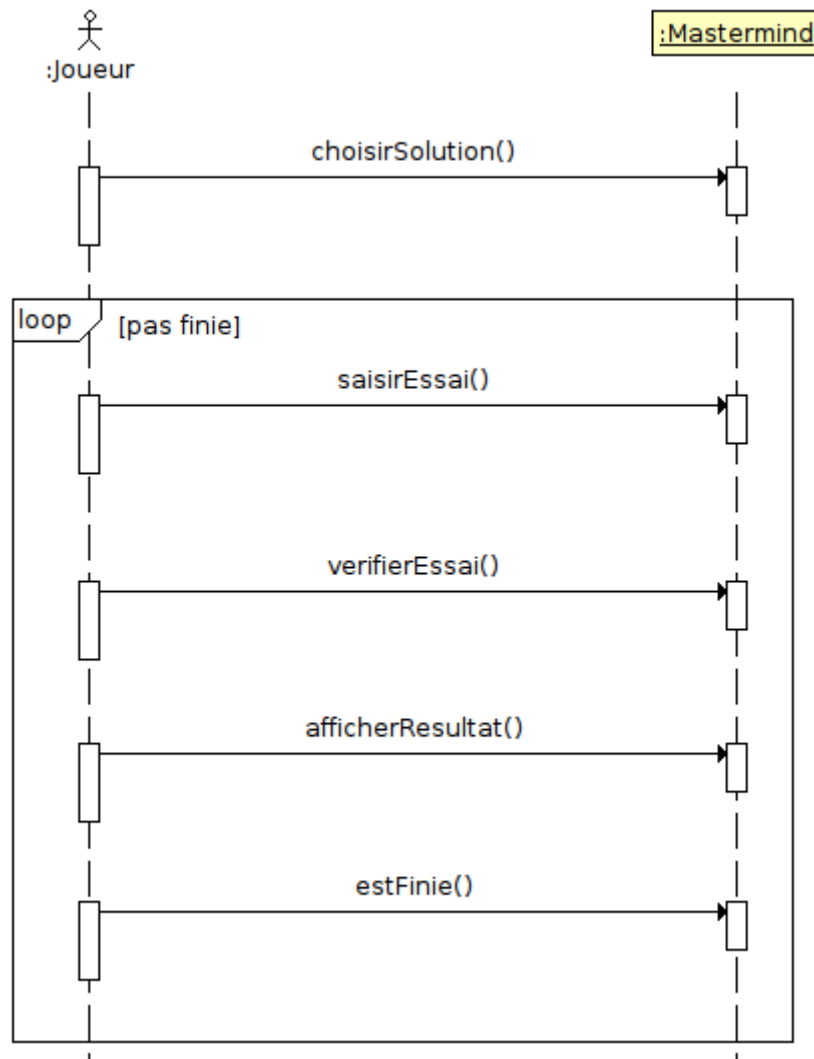 :Joueur
:Mastermind
choisirSolution()
loop
[pas finie]
saisirEssai()
verifierEssai()
afficherResultat()
estFinie()